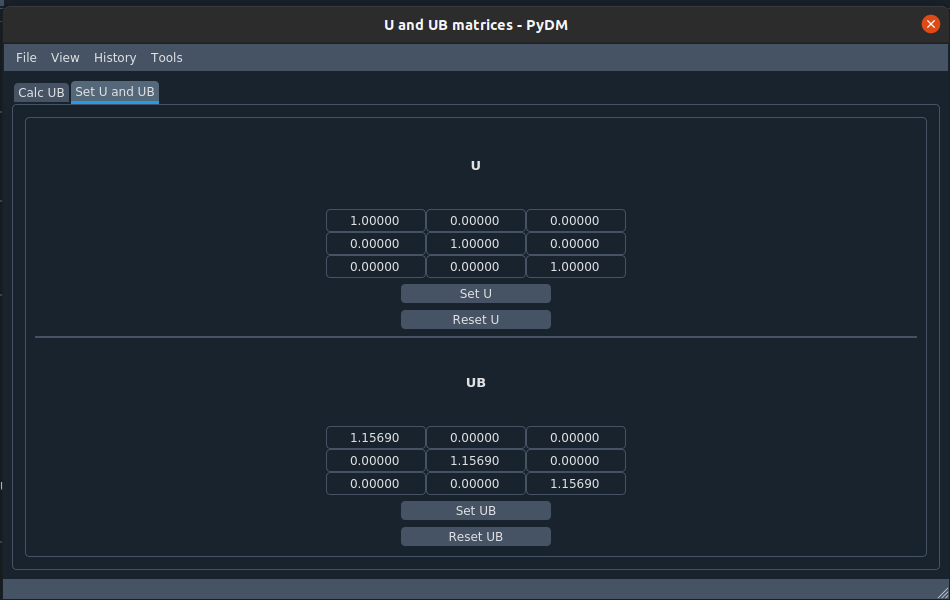 U and UB matrices - PyDM
File View History Tools
Calc UB Set U and UB
U
1.00000 0.00000 0.00000
0.00000 1.00000 0.00000
0.00000 0.00000 1.00000
Set U
Reset U
UB
1.15690 0.00000 0.00000
0.00000 1.15690 0.00000
0.00000 0.00000 1.15690
Set UB
Reset UB